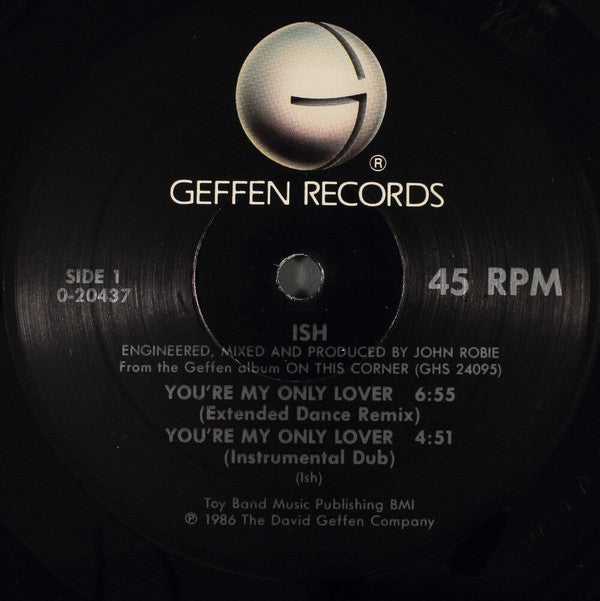 ®
GEFFEN RECORDS
SIDE 1
0-20437
45 RPM
ISH
ENGINEERED, MIXED AND PRODUCED BY JOHN ROBIE
From the Geffen album ON THIS CORNER (GHS 24095)
YOU'RE MY ONLY LOVER 6:55
(Extended Dance Remix)
YOU'RE MY ONLY LOVER 4:51
(Instrumental Dub)
(Ish)
Toy Band Music Publishing BMI
℗ 1986 The David Geffen Company